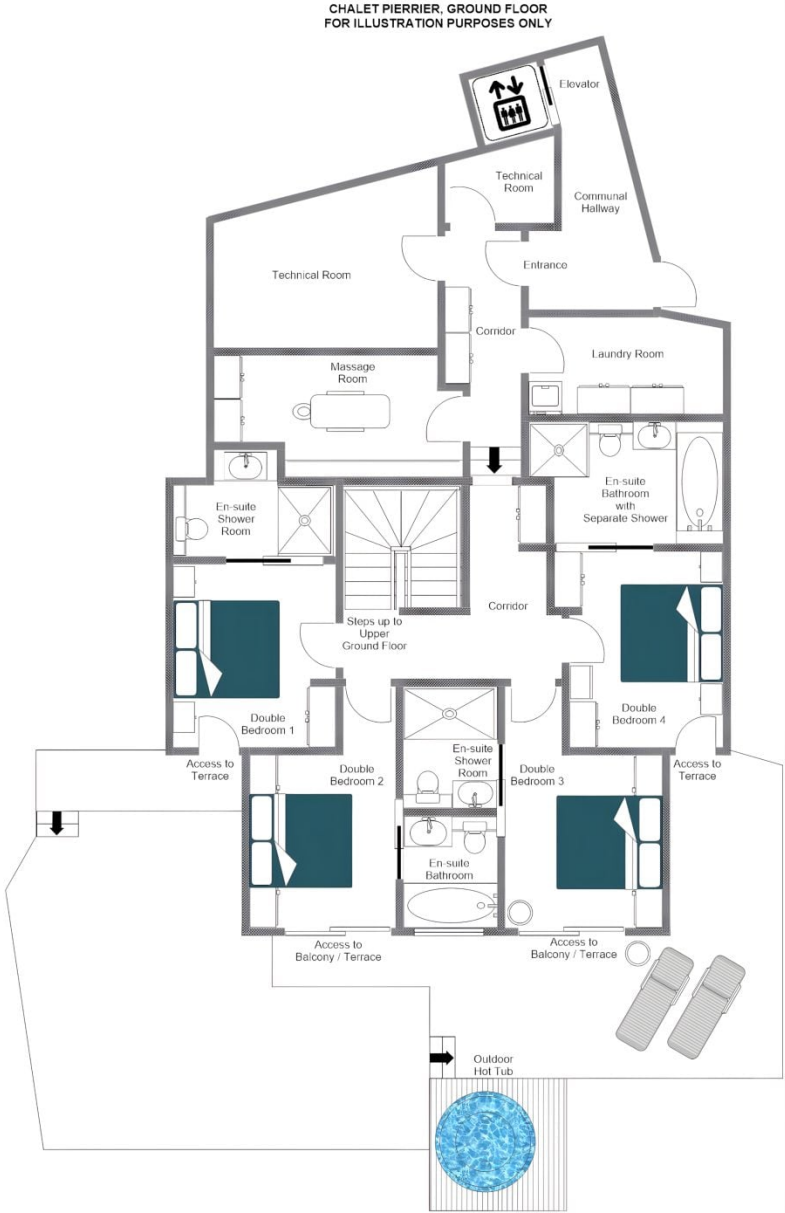 CHALET PIERRIER, GROUND FLOOR
FOR ILLUSTRATION PURPOSES ONLY
Elevator
Technical
Room
Communal
Hallway
Entrance
Technical Room
Corridor
Laundry Room
Massage
Room
En-suite
Bathroom
with
Separate Shower
En-suite
Shower
Room
Corridor
Steps up to
Upper
Ground Floor
Double
Bedroom 1
Double
Bedroom 4
Access to
Terrace
Double
Bedroom 2
En-suite
Shower
Room
Double
Bedroom 3
Access to
Terrace
En-suite
Bathroom
Access to
Balcony / Terrace
Access to
Balcony / Terrace
Outdoor
Hot Tub